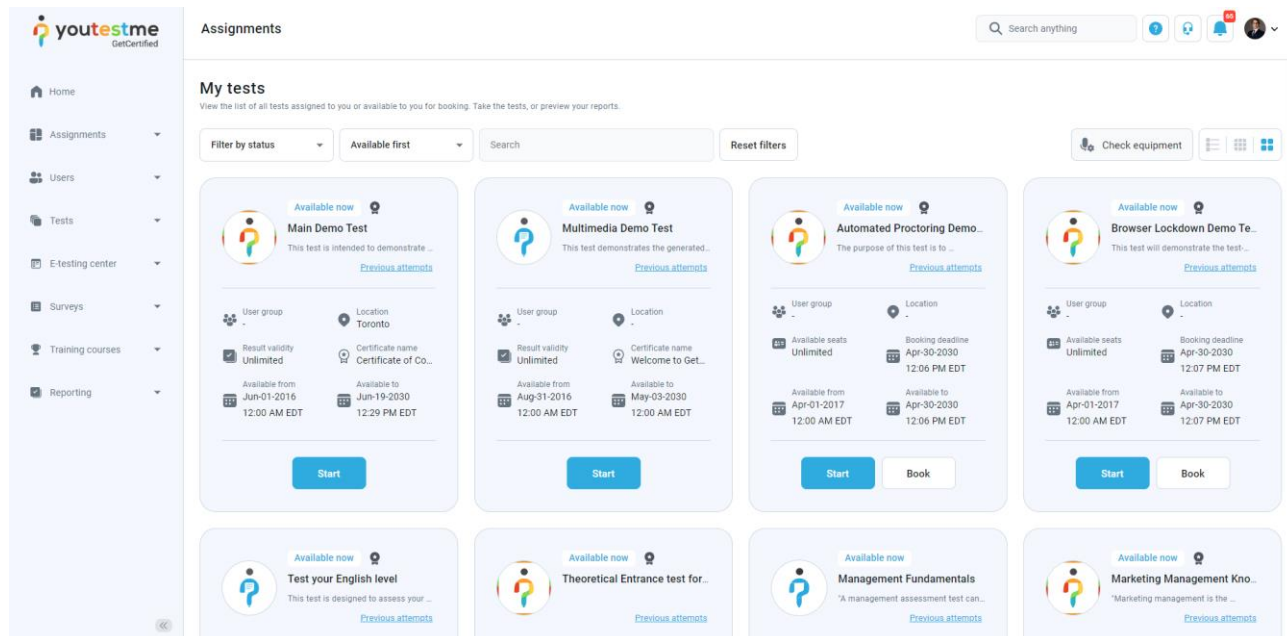 youtestme
GetCertified
Assignments
Search anything
?
66
Home
Assignments
Users
Tests
E-testing center
Surveys
Training courses
Reporting
My tests
View the list of all tests assigned to you or available to you for booking. Take the tests, or preview your reports.
Filter by status
Available first
Search
Reset filters
Check equipment
Available now
Main Demo Test
This test is intended to demonstrate ...
Previous attempts
User group
-
Location
Toronto
Result validity
Unlimited
Certificate name
Certificate of Co...
Available from
Jun-01-2016
12:00 AM EDT
Available to
Jun-19-2030
12:29 PM EDT
Start
Available now
Multimedia Demo Test
This test demonstrates the generated...
Previous attempts
User group
-
Location
-
Result validity
Unlimited
Certificate name
Welcome to Get...
Available from
Aug-31-2016
12:00 AM EDT
Available to
May-03-2030
12:00 AM EDT
Start
Available now
Automated Proctoring Demo...
The purpose of this test is to ...
Previous attempts
User group
-
Location
-
Available seats
Unlimited
Booking deadline
Apr-30-2030
12:06 PM EDT
Available from
Apr-01-2017
12:00 AM EDT
Available to
Apr-30-2030
12:06 PM EDT
Start
Book
Available now
Browser Lockdown Demo Te...
This test will demonstrate the test-...
Previous attempts
User group
-
Location
-
Available seats
Unlimited
Booking deadline
Apr-30-2030
12:07 PM EDT
Available from
Apr-01-2017
12:00 AM EDT
Available to
Apr-30-2030
12:07 PM EDT
Start
Book
Available now
Test your English level
This test is designed to assess your ...
Previous attempts
Available now
Theoretical Entrance test for...
Previous attempts
Available now
Management Fundamentals
"A management assessment test can...
Previous attempts
Available now
Marketing Management Kno...
"Marketing management is the ...
Previous attempts